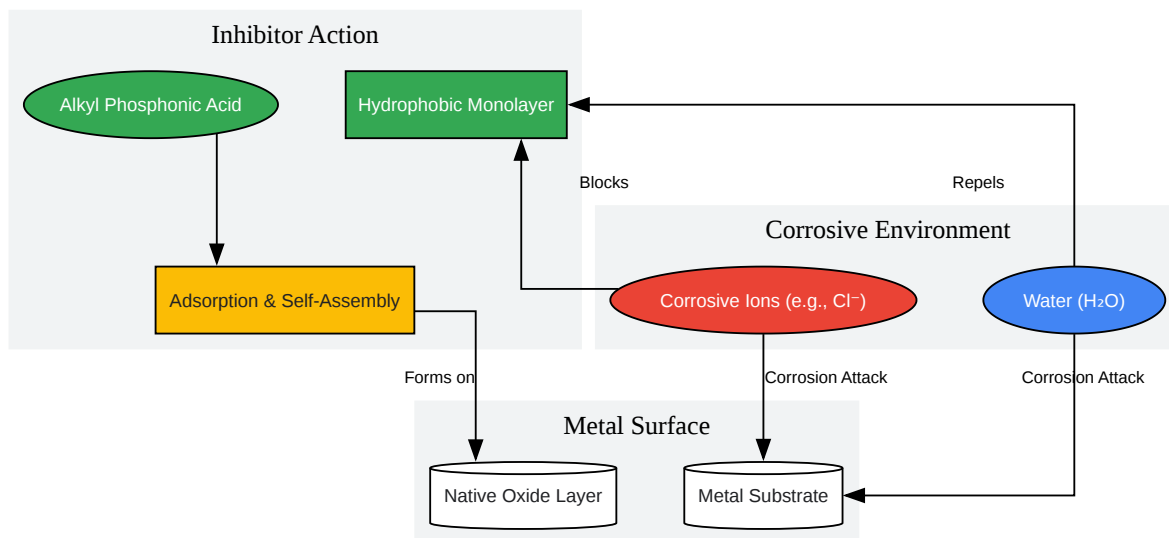 Inhibitor Action
Alkyl Phosphonic Acid
Hydrophobic Monolayer
Blocks
Repels
Corrosive Environment
Adsorption & Self-Assembly
Corrosive Ions (e.g., Cl⁻)
Water (H₂O)
Forms on
Corrosion Attack
Corrosion Attack
Metal Surface
Native Oxide Layer
Metal Substrate